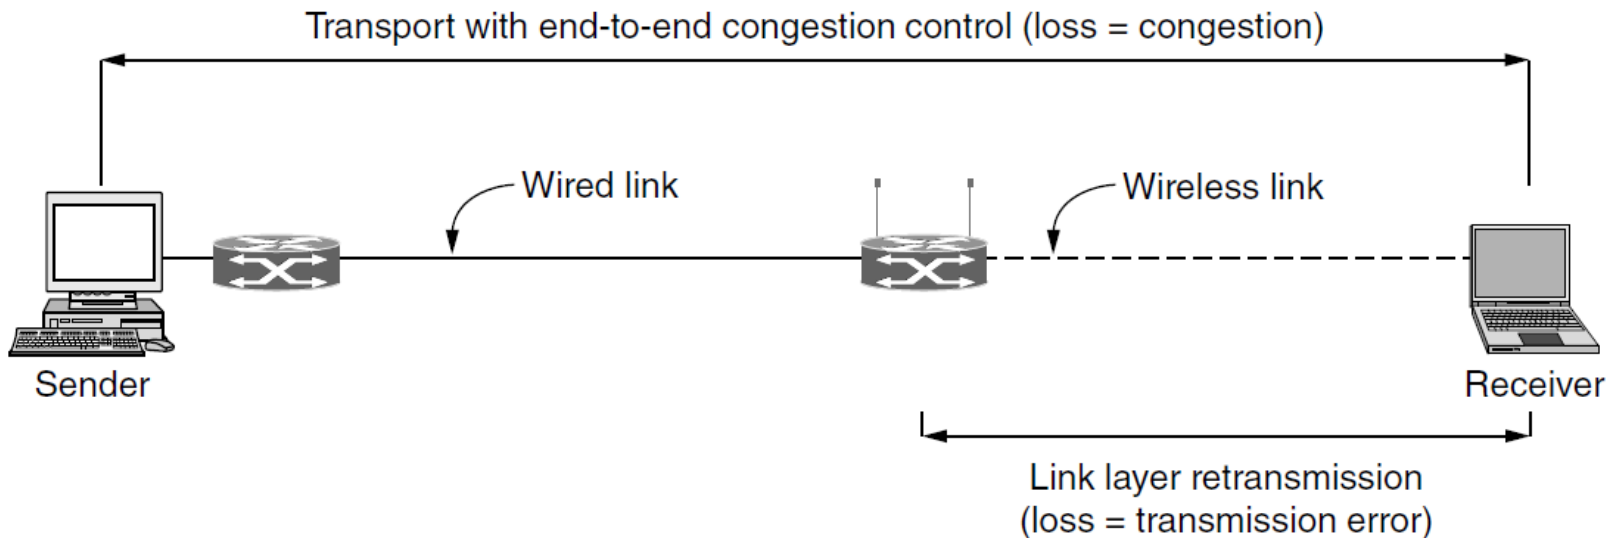 Transport with end-to-end congestion control (loss = congestion)
Wired link
Wireless link
Sender
Receiver
Link layer retransmission
(loss = transmission error)